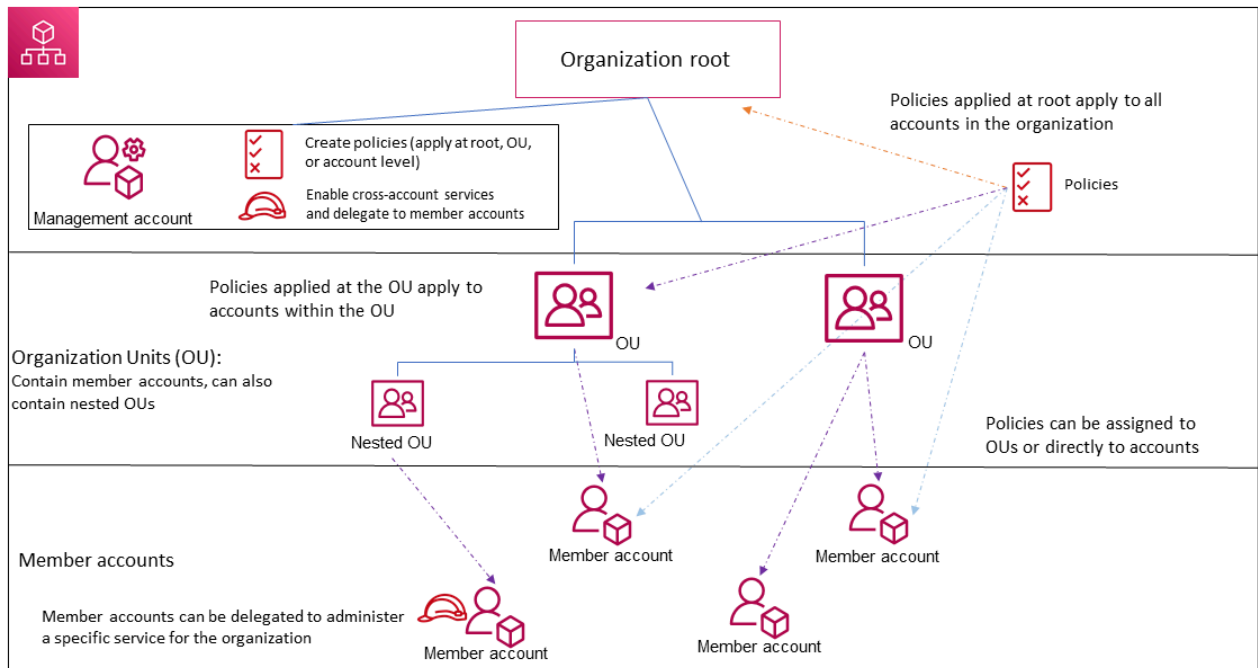 Organization root
Policies applied at root apply to all
accounts in the organization
Create policies (apply at root, OU,
or account level)
Enable cross-account services
and delegate to member accounts
Management account
Policies
Policies applied at the OU apply to
accounts within the OU
OU
OU
Organization Units (OU):
Contain member accounts, can also
contain nested OUs
Nested OU
Nested OU
Policies can be assigned to
OUs or directly to accounts
Member account
Member account
Member accounts
Member accounts can be delegated to administer
a specific service for the organization
Member account
Member account